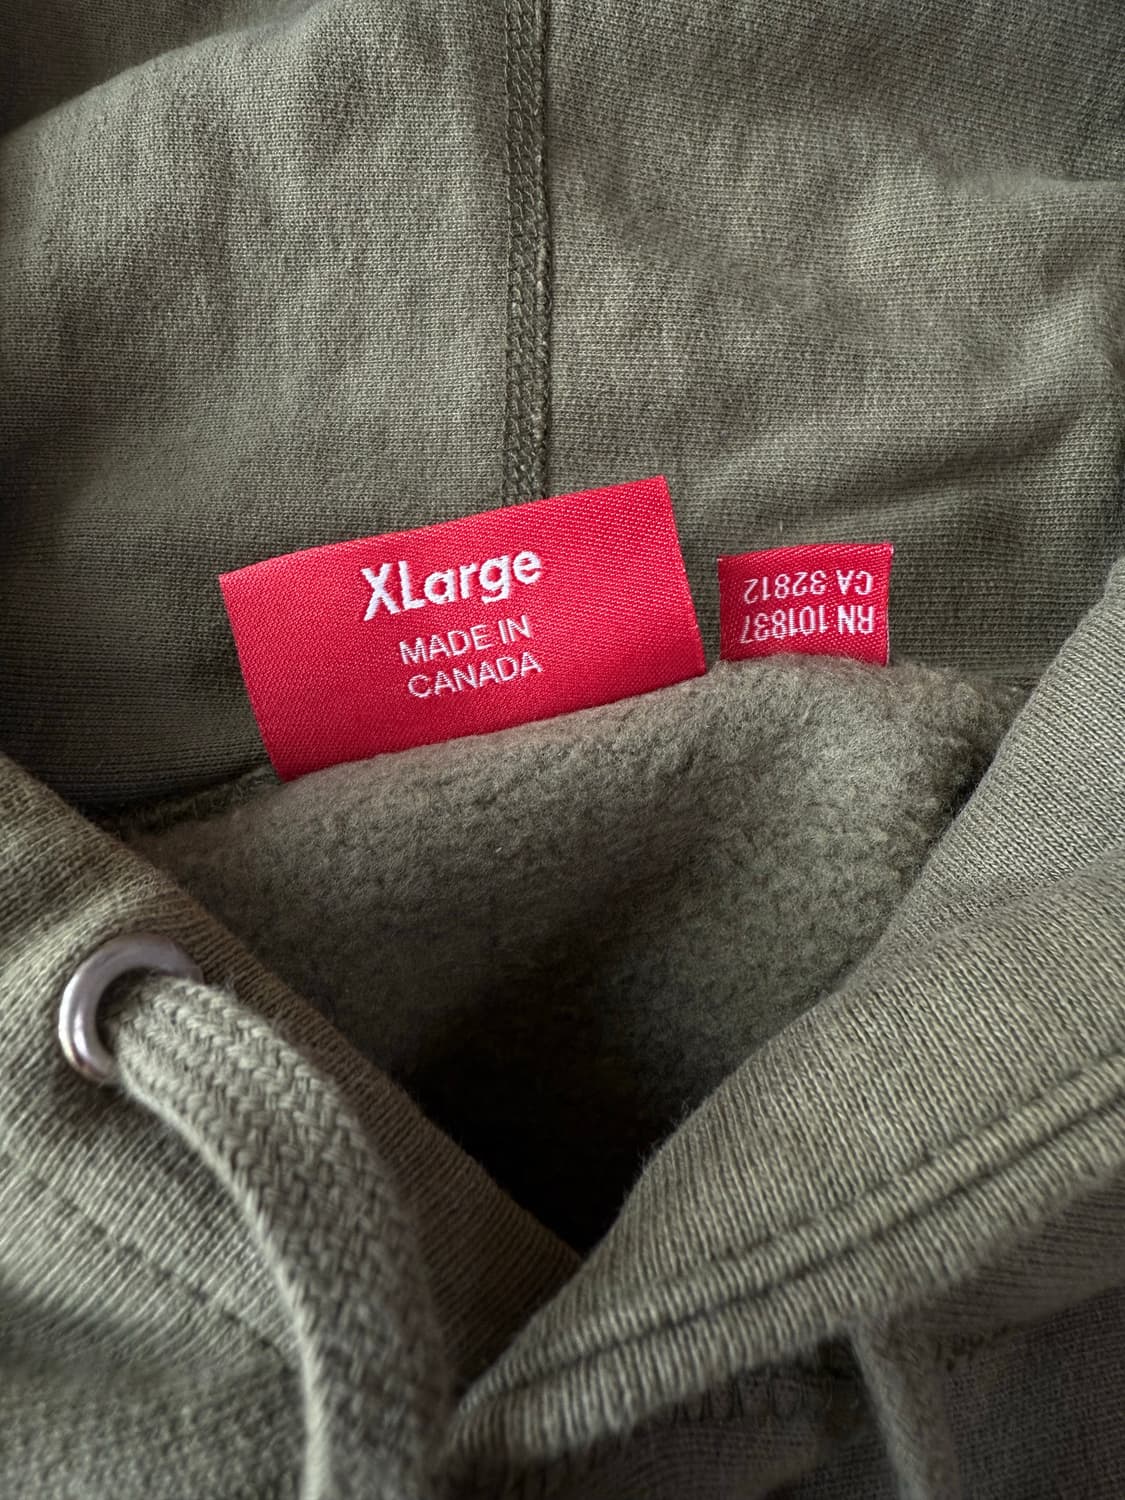 XLarge
MADE IN
CANADA
RN 101837
CA 32812